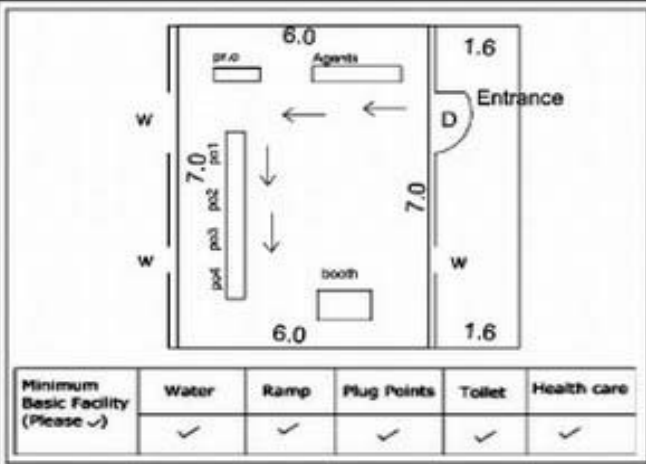 6.0
1.6
pr.o
Agents
Entrance
D
W
po1
7.0
po2
7.0
po3
W
W
po4
booth
6.0
1.6
Minimum Basic Facility (Please ✓)
Water
Ramp
Plug Points
Toilet
Health care
✓ ✓ ✓ ✓ ✓